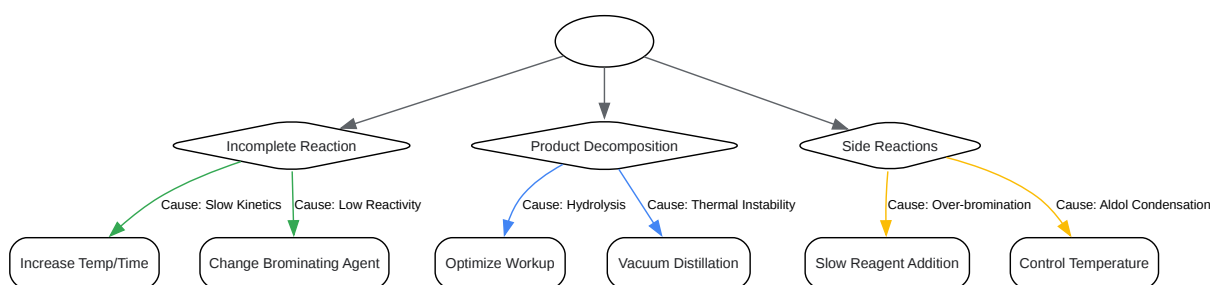 Incomplete Reaction
Product Decomposition
Side Reactions
Cause: Slow Kinetics
Cause: Low Reactivity
Cause: Hydrolysis
Cause: Thermal Instability
Cause: Over-bromination
Cause: Aldol Condensation
Increase Temp/Time
Change Brominating Agent
Optimize Workup
Vacuum Distillation
Slow Reagent Addition
Control Temperature